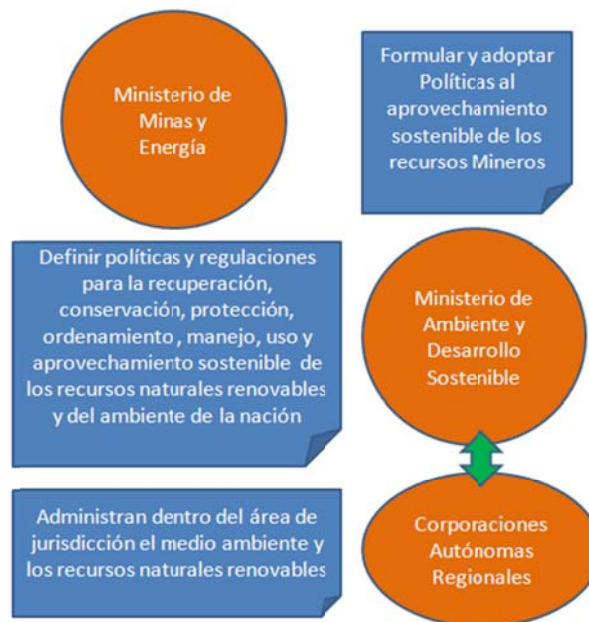 Ministerio de
Minas y
Energía
Formular y adoptar
Políticas al
aprovechamiento
sostenible de los
recursos Mineros
Definir políticas y regulaciones
para la recuperación,
conservación, protección,
ordenamiento , manejo, uso y
aprovechamiento sostenible de
los recursos naturales renovables
y del ambiente de la nación
Ministerio de
Ambiente y
Desarrollo
Sostenible
Administran dentro del área de
jurisdicción el medio ambiente y
los recursos naturales renovables
Corporaciones
Autónomas
Regionales